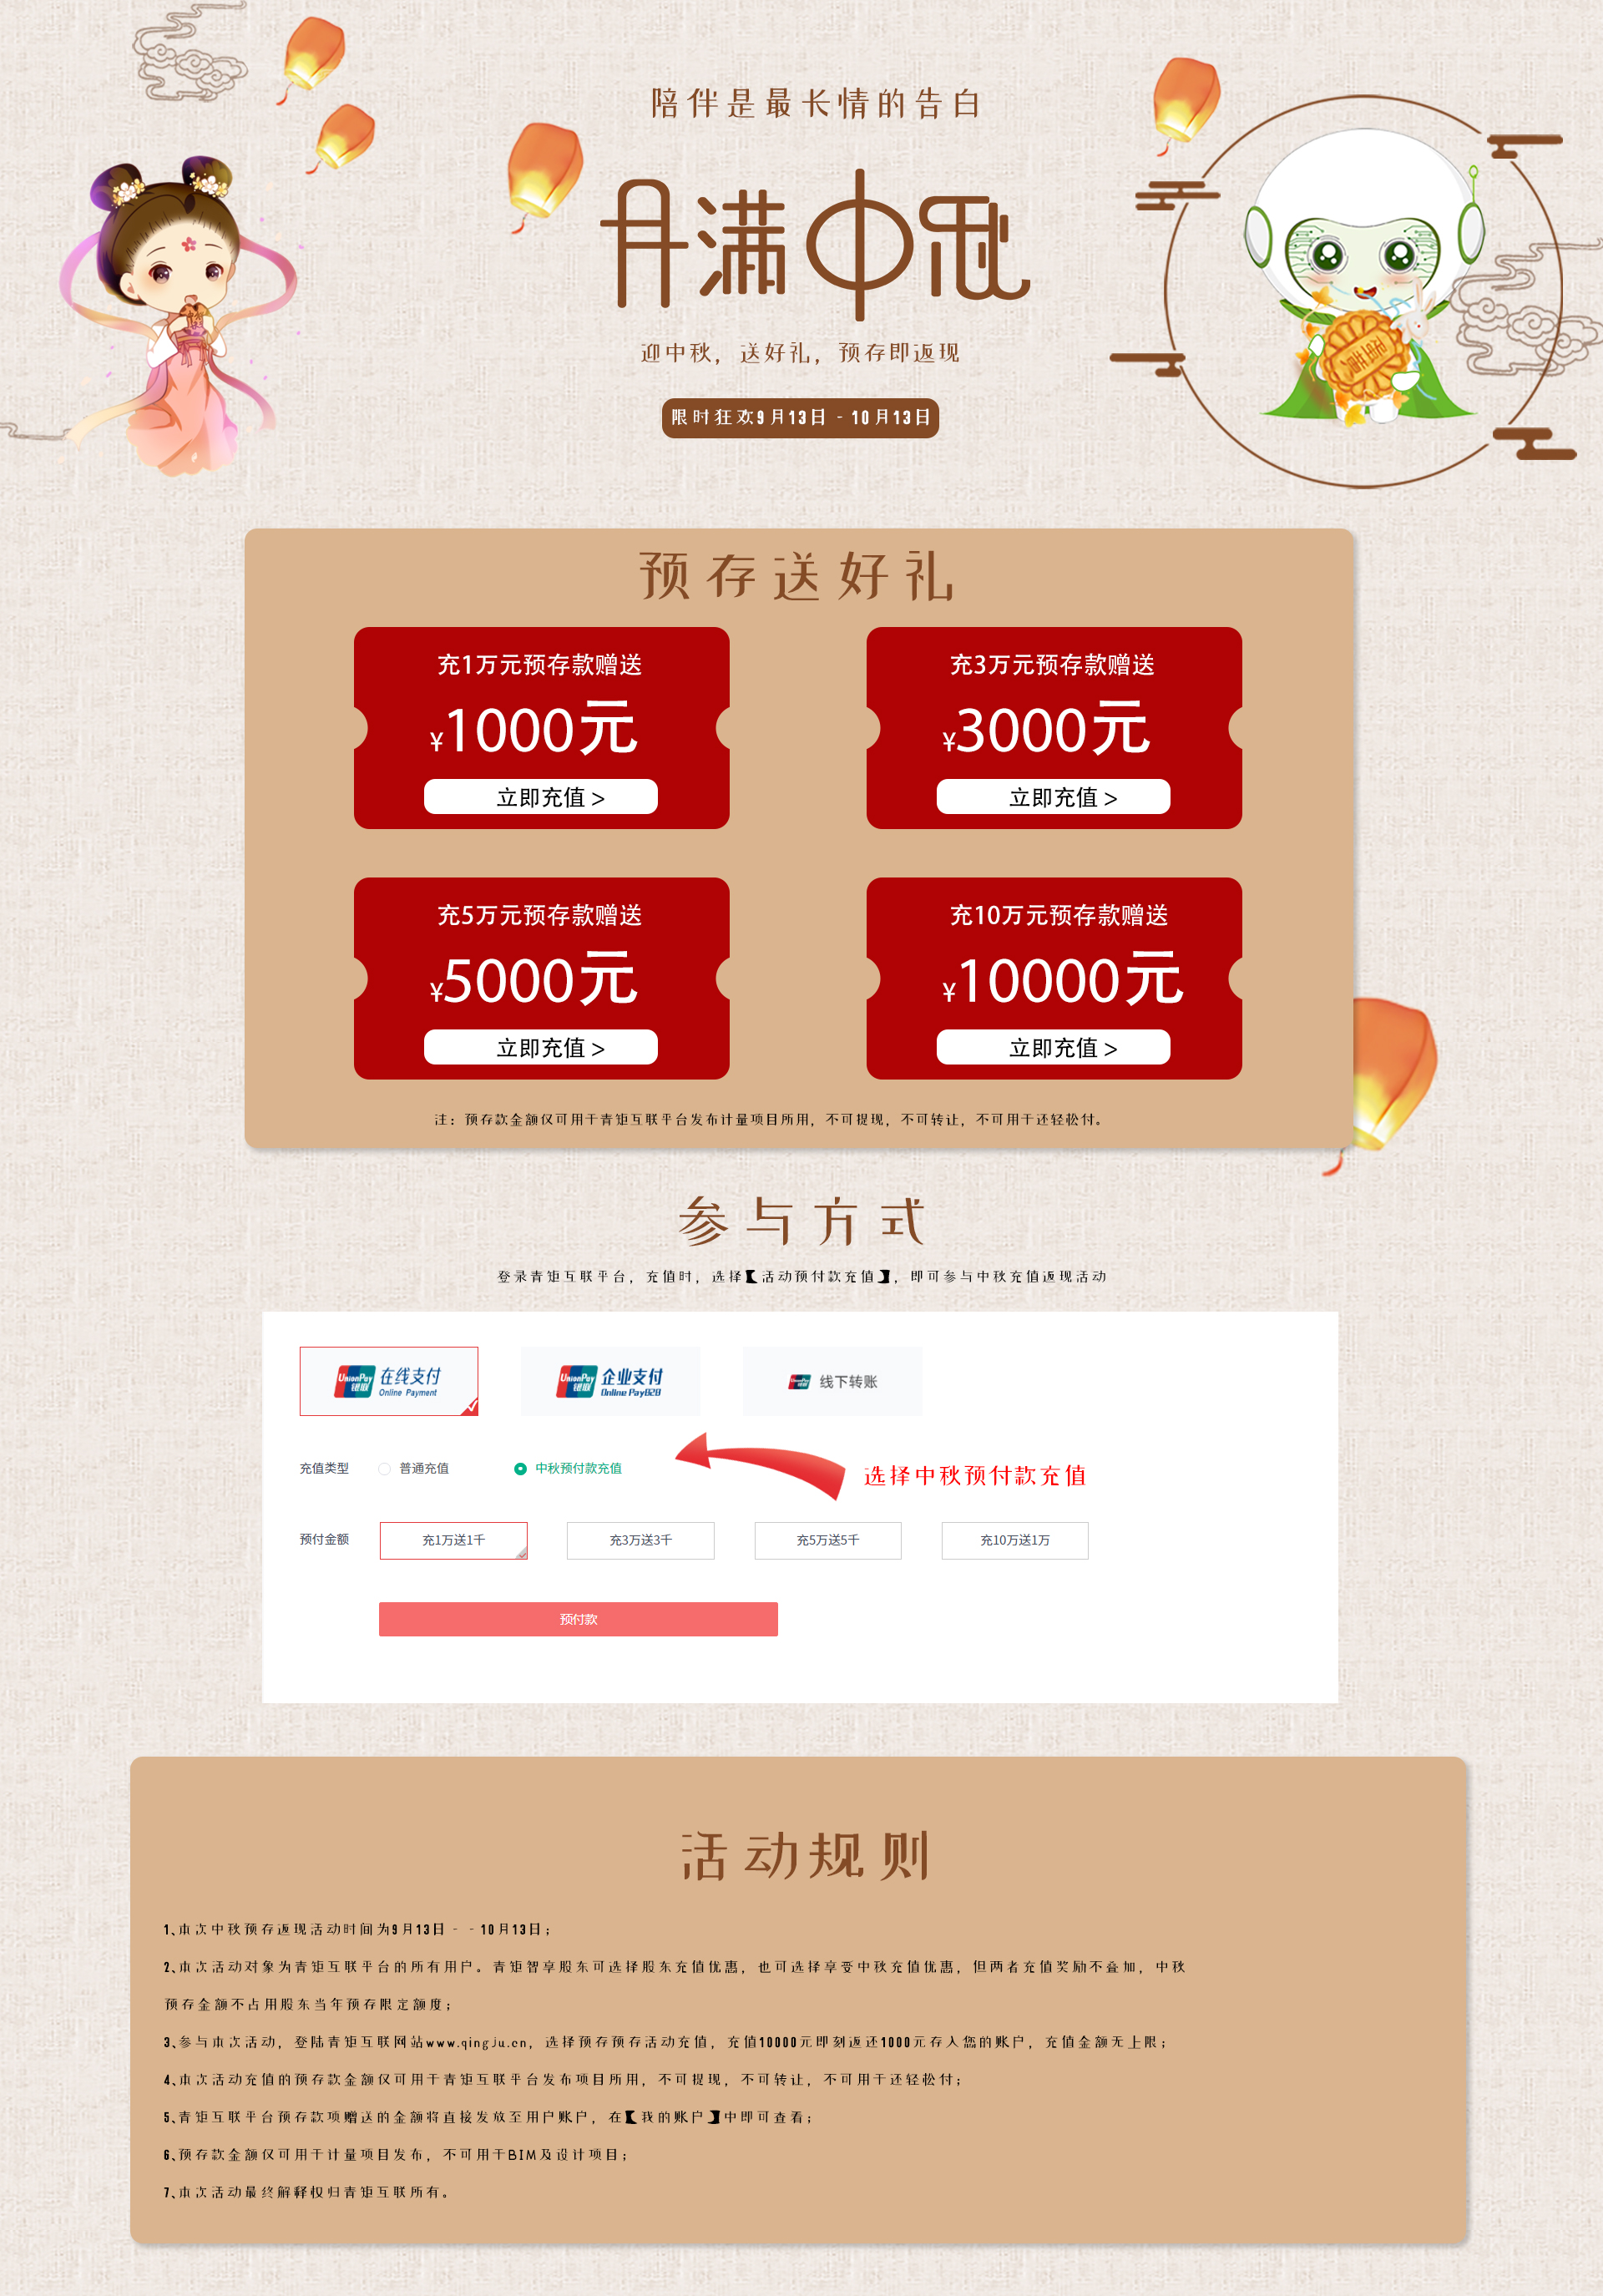 陪伴是最长情的告白
月满中秋
迎中秋，送好礼，预存即返现
限时狂欢9月13日 - 10月13日
预存送好礼
充1万元预存款赠送
¥1000元
立即充值 >
充3万元预存款赠送
¥3000元
立即充值 >
充5万元预存款赠送
¥5000元
立即充值 >
充10万元预存款赠送
¥10000元
立即充值 >
注：预存款金额仅可用于青矩互联平台发布计量项目所用，不可提现，不可转让，不可用于还轻松付。
参与方式
登录青矩互联平台，充值时，选择【活动预付款充值】，即可参与中秋充值返现活动
UnionPay 银联 在线支付 Online Payment
UnionPay 银联 企业支付 Online PayB2B
UnionPay 银联 线下转账
充值类型 普通充值 中秋预付款充值
选择中秋预付款充值
预付金额 充1万送1千 充3万送3千 充5万送5千 充10万送1万
预付款
活动规则
1、本次中秋预存返现活动时间为9月13日 - - 10月13日；
2、本次活动对象为青矩互联平台的所有用户。青矩智享股东可选择股东充值优惠，也可选择享受中秋充值优惠，但两者充值奖励不叠加，中秋
预存金额不占用股东当年预存限定额度；
3、参与本次活动，登陆青矩互联网站www.qingju.cn，选择预存预存活动充值，充值10000元即刻返还1000元存入您的账户，充值金额无上限；
4、本次活动充值的预存款金额仅可用于青矩互联平台发布项目所用，不可提现，不可转让，不可用于还轻松付；
5、青矩互联平台预存款项赠送的金额将直接发放至用户账户，在【我的账户】中即可查看；
6、预存款金额仅可用于计量项目发布，不可用于BIM及设计项目；
7、本次活动最终解释权归青矩互联所有。